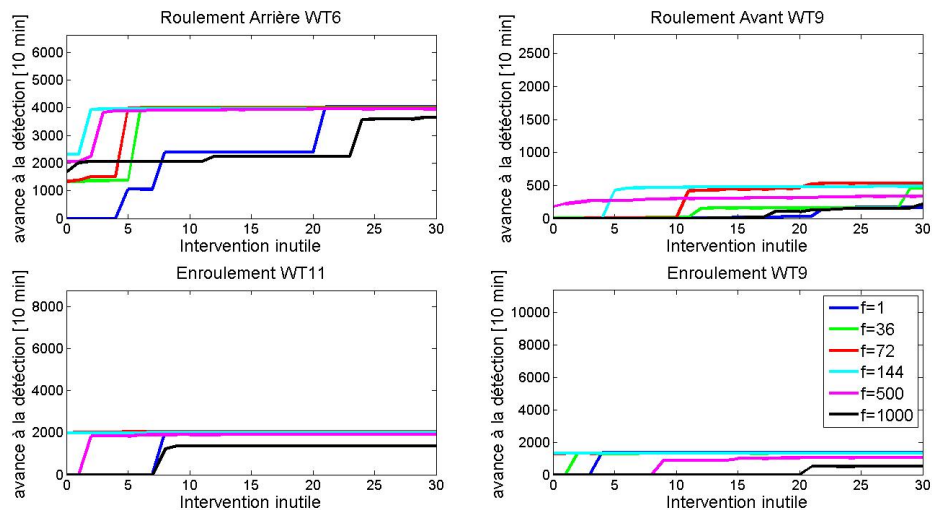 Roulement Arrière WT6
avance à la détéction [10 min]
6000
5000
4000
3000
2000
1000
0
0 5 10 15 20 25 30
Intervention inutile
Roulement Avant WT9
avance à la détéction [10 min]
2500
2000
1500
1000
500
0
0 5 10 15 20 25 30
Intervention inutile
Enroulement WT11
avance à la détéction [10 min]
8000
6000
4000
2000
0
0 5 10 15 20 25 30
Intervention inutile
Enroulement WT9
avance à la détéction [10 min]
10000
8000
6000
4000
2000
0
0 5 10 15 20 25 30
Intervention inutile
f=1
f=36
f=72
f=144
f=500
f=1000